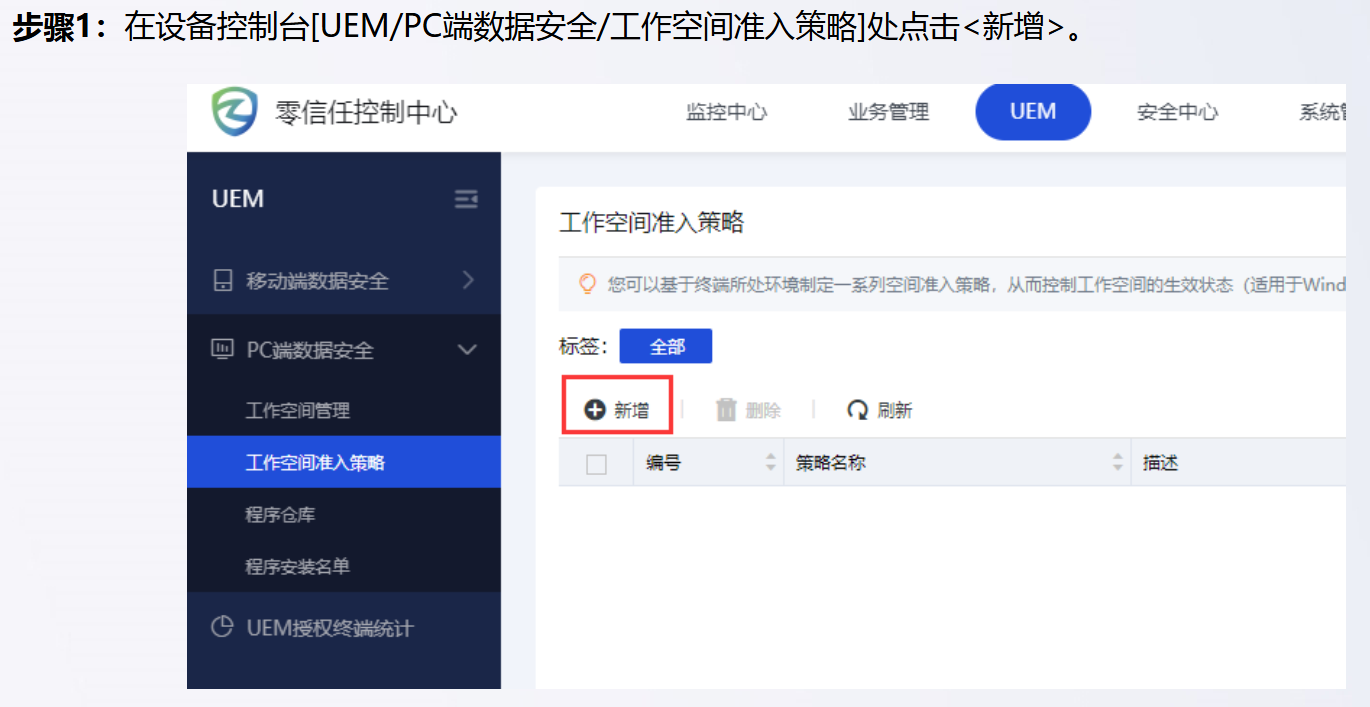 步骤1：在设备控制台[UEM/PC端数据安全/工作空间准入策略]处点击<新增>。
零信任控制中心 监控中心 业务管理 UEM 安全中心 系统
UEM
移动端数据安全
PC端数据安全
工作空间管理
工作空间准入策略
程序仓库
程序安装名单
UEM授权终端统计
工作空间准入策略
您可以基于终端所处环境制定一系列空间准入策略，从而控制工作空间的生效状态（适用于Wind
标签： 全部
新增 删除 刷新
编号 策略名称 描述